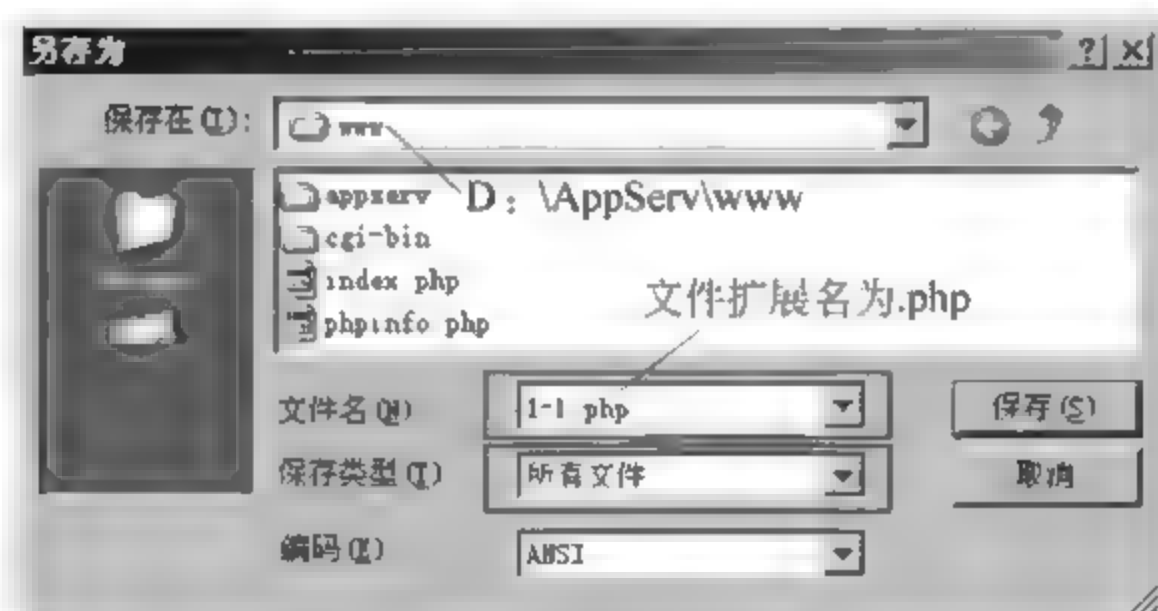 另存为
保存在(I):
www
appserv
D：\AppServ\www
cgi-bin
index php
文件扩展名为.php
phpinfo php
文件名(N)
1-1 php
保存(S)
保存类型(T)
所有文件
取消
编码(E)
ANSI